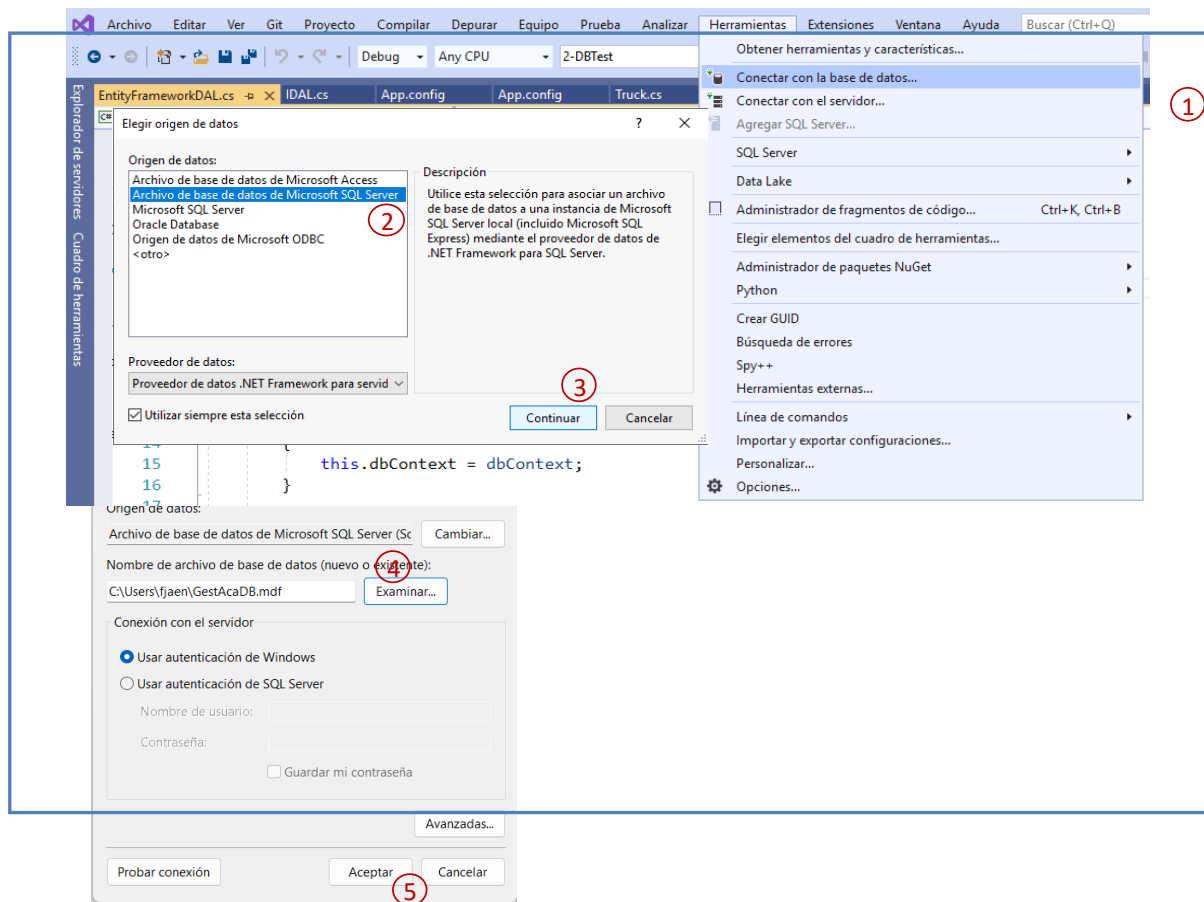 Archivo Editar Ver Git Proyecto Compilar Depurar Equipo Prueba Analizar Herramientas Extensiones Ventana Ayuda Buscar (Ctrl+Q)
Debug Any CPU 2-DBTest
Explorador de servidores
Cuadro de herramientas
EntityFrameworkDAL.cs IDAL.cs App.config App.config Truck.cs
C#
Elegir origen de datos ? ×
Origen de datos:
Archivo de base de datos de Microsoft Access
Archivo de base de datos de Microsoft SQL Server
Microsoft SQL Server
Oracle Database
Origen de datos de Microsoft ODBC
<otro>
2
Descripción
Utilice esta selección para asociar un archivo
de base de datos a una instancia de Microsoft
SQL Server local (incluido Microsoft SQL
Express) mediante el proveedor de datos de
.NET Framework para SQL Server.
Proveedor de datos:
Proveedor de datos .NET Framework para servid
Utilizar siempre esta selección
3
Continuar Cancelar
Obtener herramientas y características...
Conectar con la base de datos...
1
Conectar con el servidor...
Agregar SQL Server...
SQL Server
Data Lake
Administrador de fragmentos de código... Ctrl+K, Ctrl+B
Elegir elementos del cuadro de herramientas...
Administrador de paquetes NuGet
Python
Crear GUID
Búsqueda de errores
Spy++
Herramientas externas...
Línea de comandos
Importar y exportar configuraciones...
Personalizar...
Opciones...
14 {
15 this.dbContext = dbContext;
16 }
17
Origen de datos:
Archivo de base de datos de Microsoft SQL Server (Sc Cambiar...
Nombre de archivo de base de datos (nuevo o existente):
4
C:\Users\fjaen\GestAcaDB.mdf Examinar...
Conexión con el servidor
Usar autenticación de Windows
Usar autenticación de SQL Server
Nombre de usuario:
Contraseña:
Guardar mi contraseña
Avanzadas...
Probar conexión Aceptar Cancelar
5